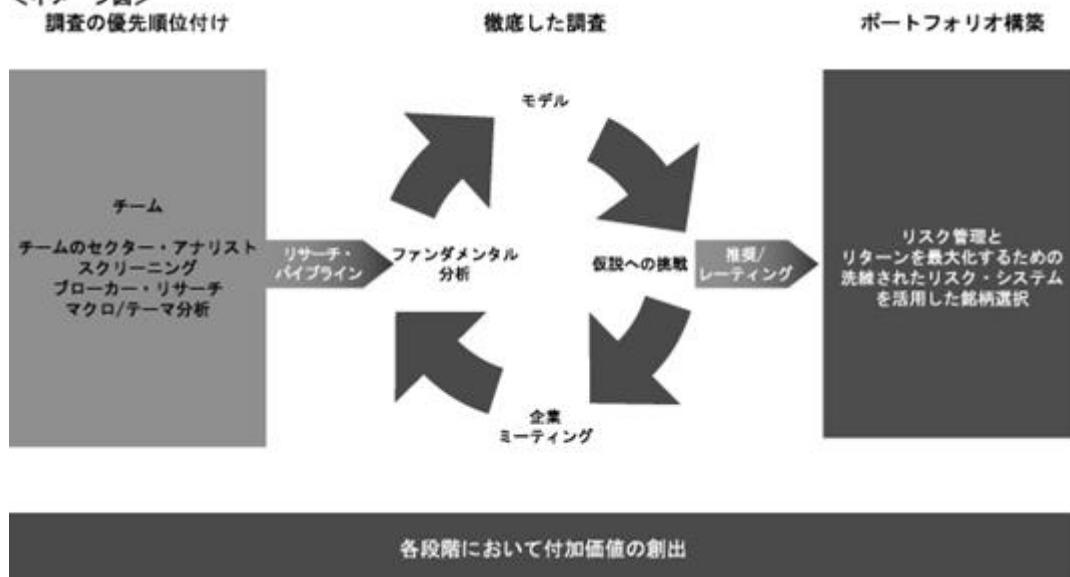 <イメージ図>
調査の優先順位付け
徹底した調査
ポートフォリオ構築
チーム
チームのセクター・アナリスト
スクリーニング
ブローカー・リサーチ
マクロ/テーマ分析
リサーチ・
パイプライン
モデル
ファンダメンタル
分析
仮説への挑戦
企業
ミーティング
推奨/
レーティング
リスク管理と
リターンを最大化するための
洗練されたリスク・システム
を活用した銘柄選択
各段階において付加価値の創出